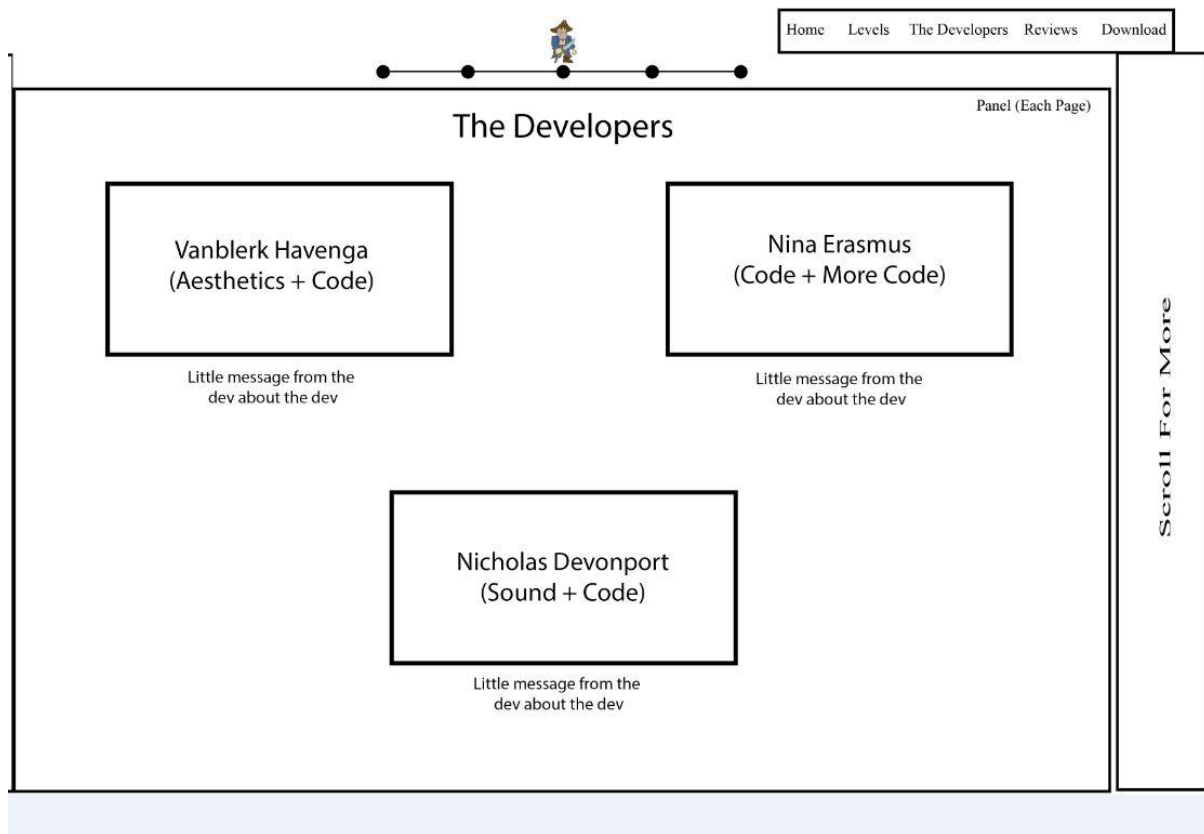 Home Levels The Developers Reviews Download
Panel (Each Page)
The Developers
Vanblerk Havenga
(Aesthetics + Code)
Little message from the
dev about the dev
Nina Erasmus
(Code + More Code)
Little message from the
dev about the dev
Nicholas Devonport
(Sound + Code)
Little message from the
dev about the dev
Scroll For More